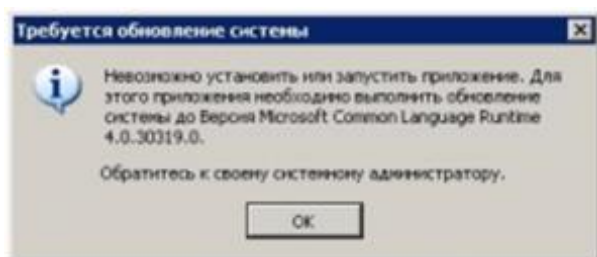 Требуется обновление системы
Невозможно установить или запустить приложение. Для
этого приложения необходимо выполнить обновление
системы до Версия Microsoft Common Language Runtime
4.0.30319.0.
Обратитесь к своему системному администратору.
OK